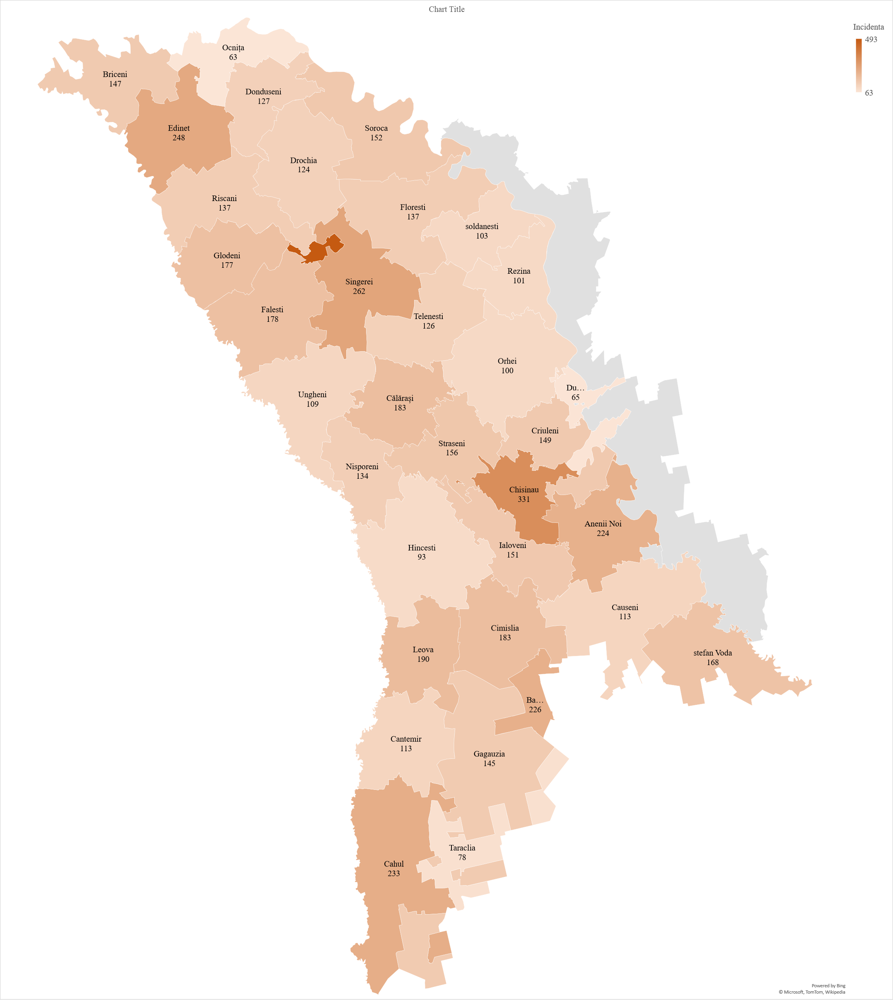 Chart Title
Incidenta
493
63
Ocnița
63
Briceni
147
Donduseni
127
Edinet
248
Soroca
152
Drochia
124
Riscani
137
Floresti
137
soldanesti
103
Glodeni
177
Rezina
101
Singerei
262
Falesti
178
Telenesti
126
Orhei
100
Du...
65
Ungheni
109
Călărași
183
Criuleni
149
Straseni
156
Nisporeni
134
Chisinau
331
Anenii Noi
224
Hincesti
93
Ialoveni
151
Causeni
113
Cimislia
183
Leova
190
stefan Voda
168
Ba...
226
Cantemir
113
Gagauzia
145
Taraclia
78
Cahul
233
Powered by Bing
© Microsoft, TomTom, Wikipedia